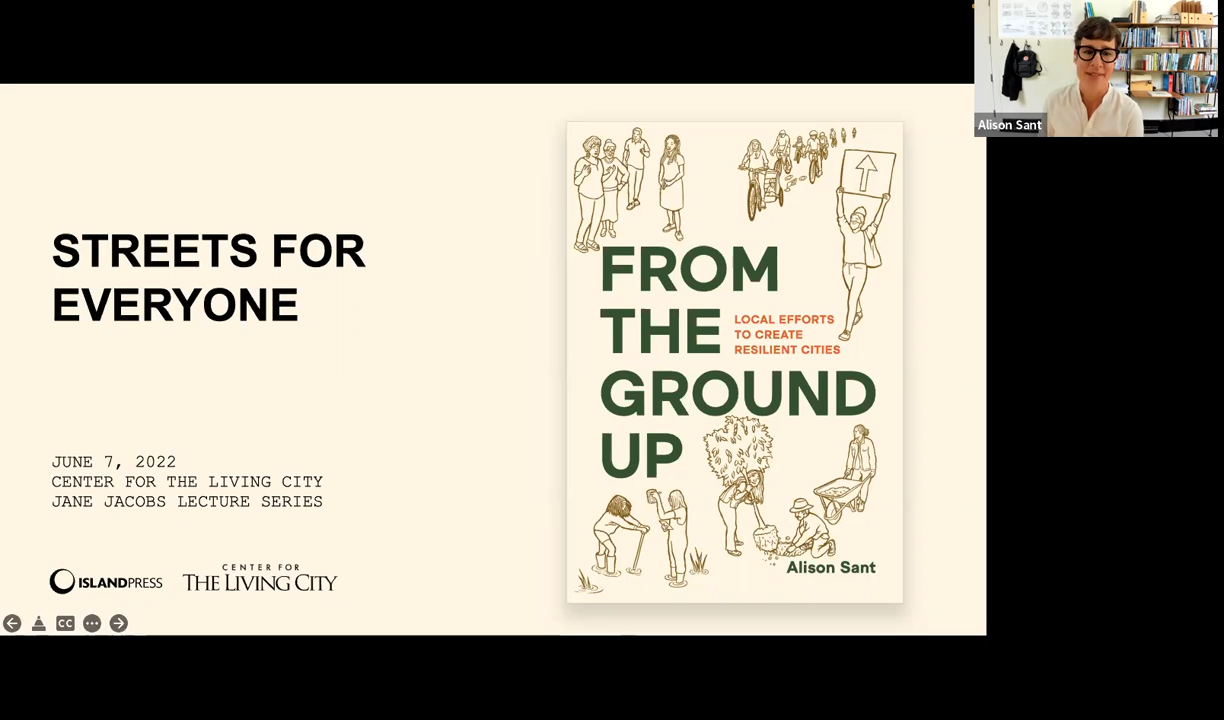 STREETS FOR
EVERYONE
JUNE 7, 2022
CENTER FOR THE LIVING CITY
JANE JACOBS LECTURE SERIES
ISLANDPRESS
CENTER FOR
THE LIVING CITY
CC
FROM
THE
LOCAL EFFORTS
TO CREATE
RESILIENT CITIES
GROUND
UP
Alison Sant
Alison Sant